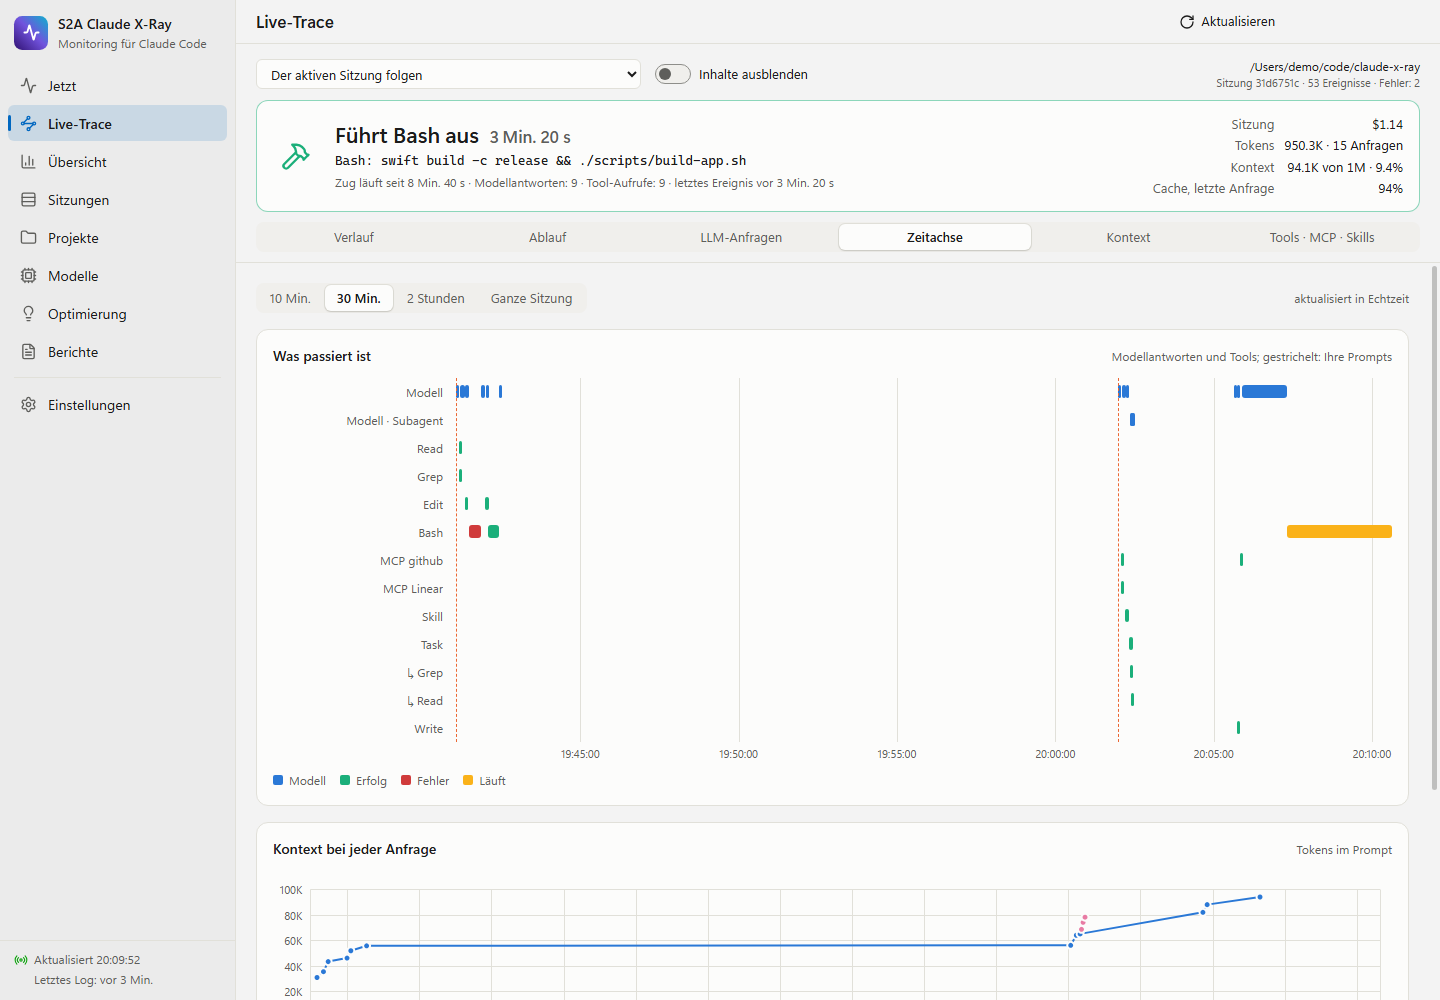 S2A Claude X-Ray
Monitoring für Claude Code
Jetzt
Live-Trace
Übersicht
Sitzungen
Projekte
Modelle
Optimierung
Berichte
Einstellungen
Aktualisiert 20:09:52
Letztes Log: vor 3 Min.
Live-Trace
Aktualisieren
Der aktiven Sitzung folgen
Inhalte ausblenden
/Users/demo/code/claude-x-ray
Sitzung 31d6751c · 53 Ereignisse · Fehler: 2
Führt Bash aus 3 Min. 20 s
Bash: swift build -c release && ./scripts/build-app.sh
Zug läuft seit 8 Min. 40 s · Modellantworten: 9 · Tool-Aufrufe: 9 · letztes Ereignis vor 3 Min. 20 s
Sitzung $1.14
Tokens 950.3K · 15 Anfragen
Kontext 94.1K von 1M · 9.4%
Cache, letzte Anfrage 94%
Verlauf
Ablauf
LLM-Anfragen
Zeitachse
Kontext
Tools · MCP · Skills
10 Min.
30 Min.
2 Stunden
Ganze Sitzung
aktualisiert in Echtzeit
Was passiert ist
Modellantworten und Tools; gestrichelt: Ihre Prompts
Modell
Modell · Subagent
Read
Grep
Edit
Bash
MCP github
MCP Linear
Skill
Task
↳ Grep
↳ Read
Write
19:45:00
19:50:00
19:55:00
20:00:00
20:05:00
20:10:00
Modell
Erfolg
Fehler
Läuft
Kontext bei jeder Anfrage
Tokens im Prompt
100K
80K
60K
40K
20K